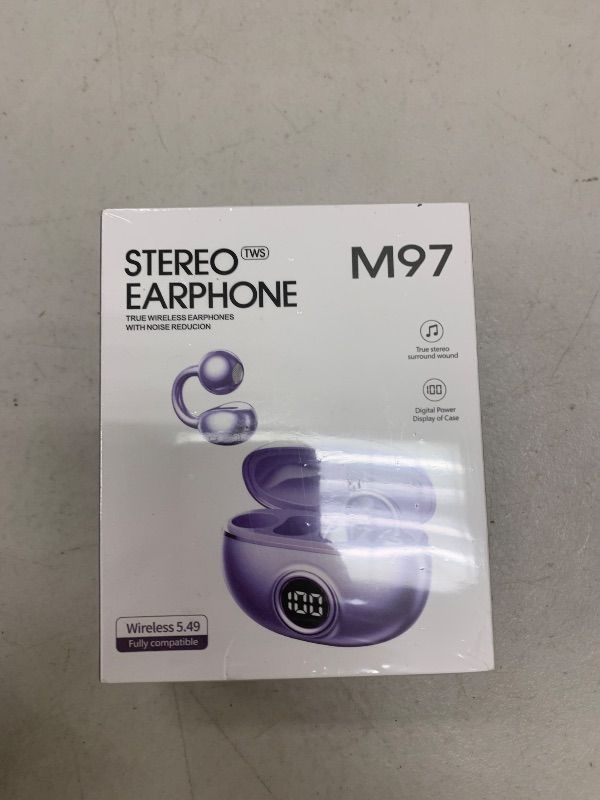 STEREO TWS
EARPHONE
TRUE WIRELESS EARPHONES
WITH NOISE REDUCION
M97
True stereo
surround wound
100
Digital Power
Display of Case
100
Wireless 5.49
Fully compatible